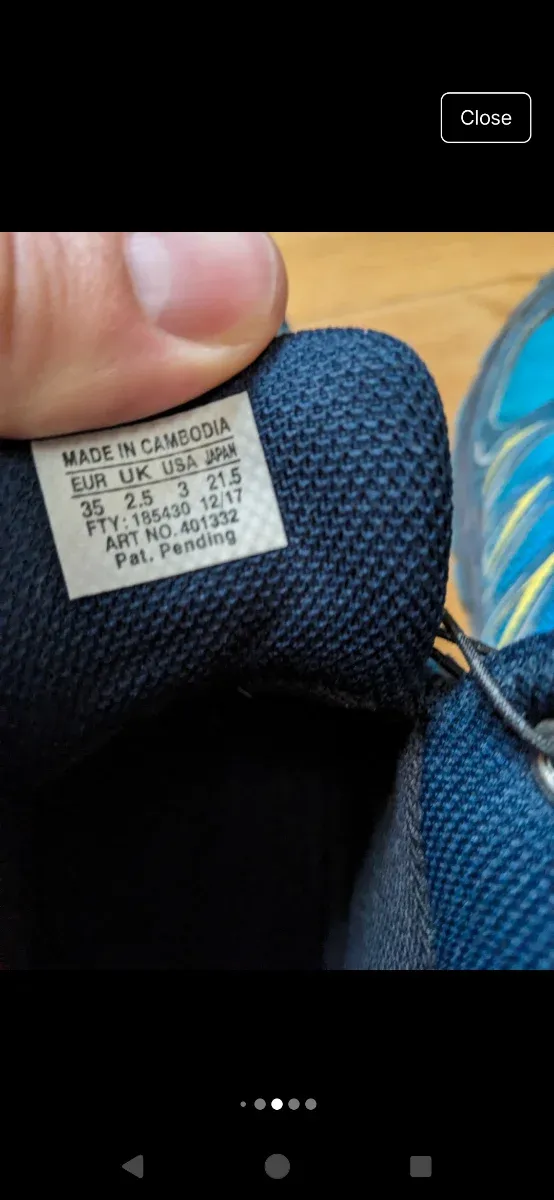 Close
MADE IN CAMBODIA
EUR UK USA JAPAN
35 2.5 3 21.5
FTY: 185430 12/17
ART NO. 401332
Pat. Pending